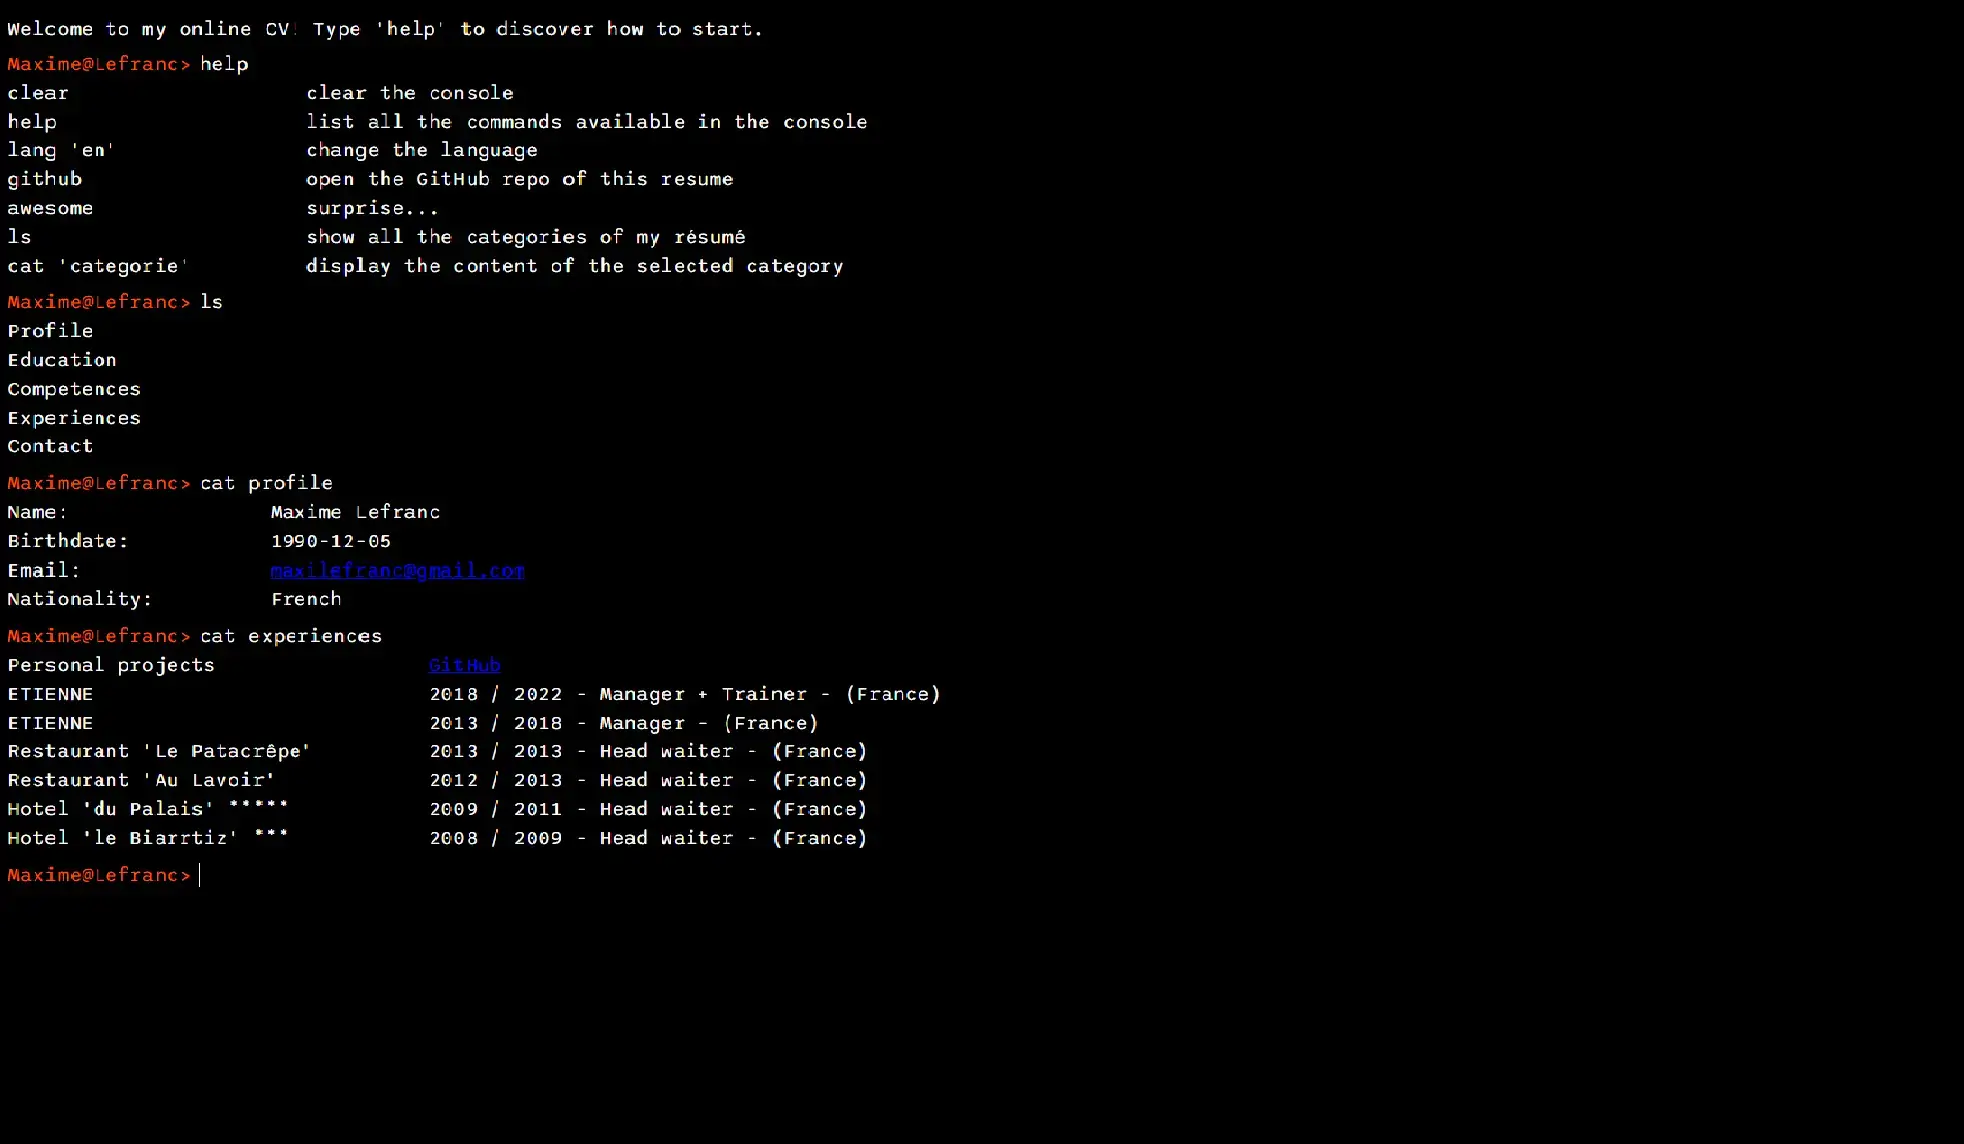 Welcome to my online CV! Type 'help' to discover how to start.
Maxime@Lefranc> help
clear clear the console
help list all the commands available in the console
lang 'en' change the language
github open the GitHub repo of this resume
awesome surprise...
ls show all the categories of my résumé
cat 'categorie' display the content of the selected category
Maxime@Lefranc> ls
Profile
Education
Competences
Experiences
Contact
Maxime@Lefranc> cat profile
Name: Maxime Lefranc
Birthdate: 1990-12-05
Email: maxilefranc@gmail.com
Nationality: French
Maxime@Lefranc> cat experiences
Personal projects GitHub
ETIENNE 2018 / 2022 - Manager + Trainer - (France)
ETIENNE 2013 / 2018 - Manager - (France)
Restaurant 'Le Patacrêpe' 2013 / 2013 - Head waiter - (France)
Restaurant 'Au Lavoir' 2012 / 2013 - Head waiter - (France)
Hotel 'du Palais' ***** 2009 / 2011 - Head waiter - (France)
Hotel 'le Biarrtiz' *** 2008 / 2009 - Head waiter - (France)
Maxime@Lefranc>